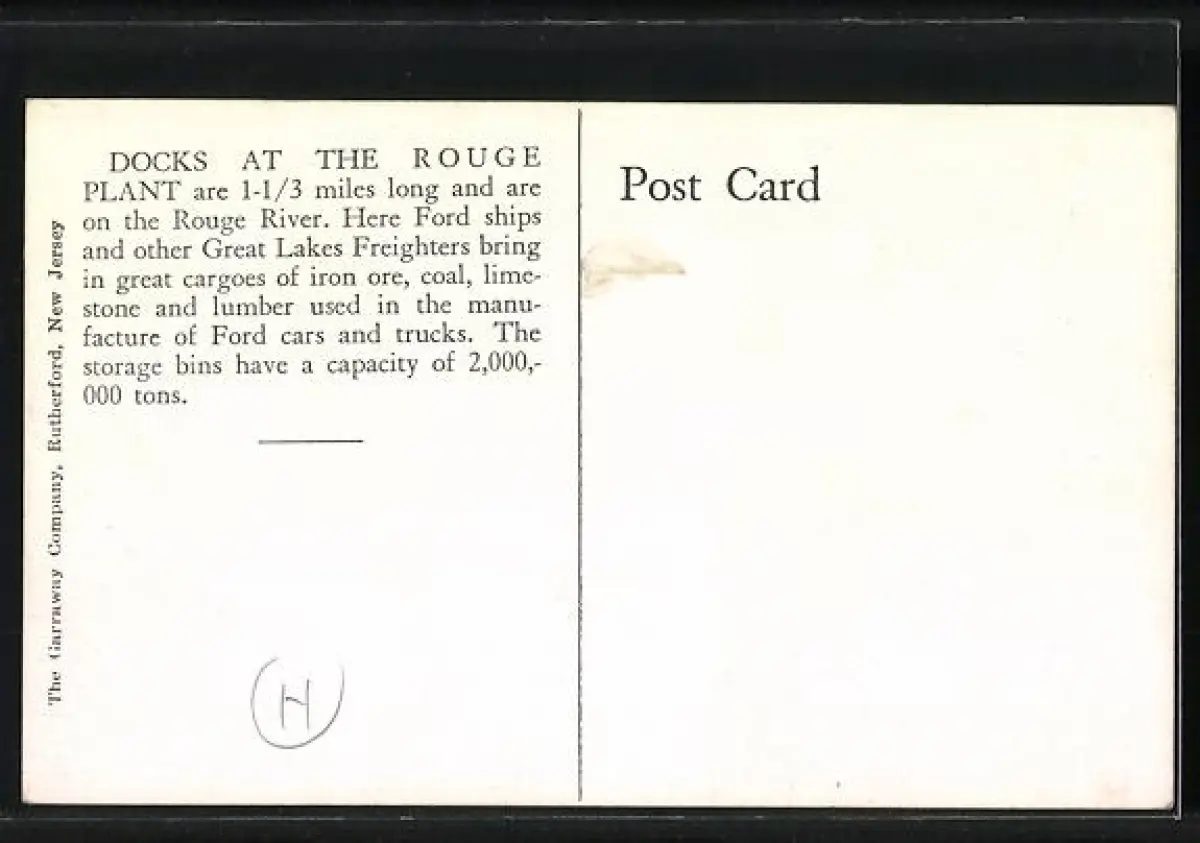 DOCKS AT THE ROUGE
PLANT are 1-1/3 miles long and are
on the Rouge River. Here Ford ships
and other Great Lakes Freighters bring
in great cargoes of iron ore, coal, lime-
stone and lumber used in the manu-
facture of Ford cars and trucks. The
storage bins have a capacity of 2,000,-
000 tons.
The Garraway Company, Rutherford, New Jersey
H
Post Card